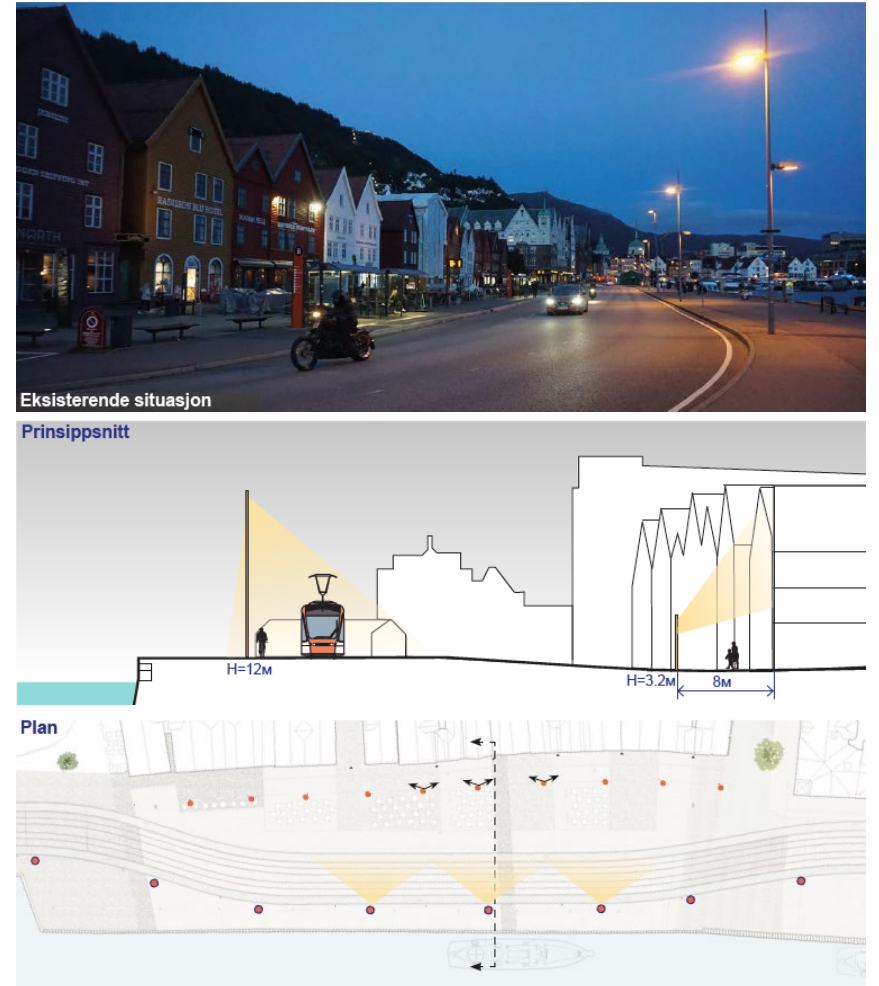 RADISSON BLU HOTEL
Eksisterende situasjon
Prinsippsnitt
H=12м
H=3.2м
8м
Plan